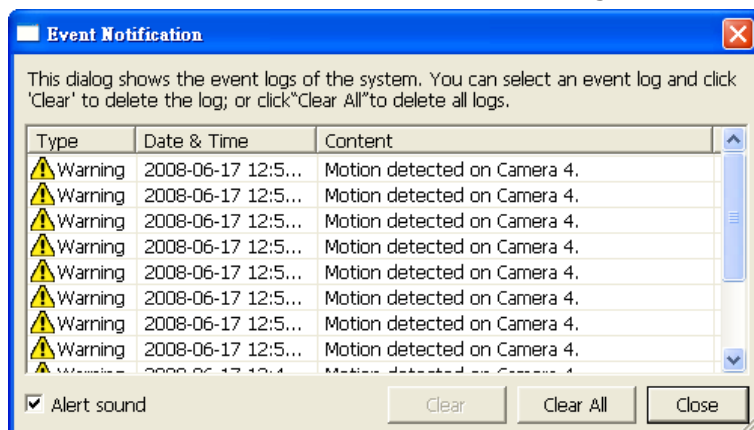 Event Notification
This dialog shows the event logs of the system. You can select an event log and click
'Clear' to delete the log; or click"Clear All"to delete all logs.
Type Date & Time Content
Warning 2008-06-17 12:5... Motion detected on Camera 4.
Warning 2008-06-17 12:5... Motion detected on Camera 4.
Warning 2008-06-17 12:5... Motion detected on Camera 4.
Warning 2008-06-17 12:5... Motion detected on Camera 4.
Warning 2008-06-17 12:5... Motion detected on Camera 4.
Warning 2008-06-17 12:5... Motion detected on Camera 4.
Warning 2008-06-17 12:5... Motion detected on Camera 4.
Warning 2008-06-17 12:5... Motion detected on Camera 4.
Alert sound Clear Clear All Close